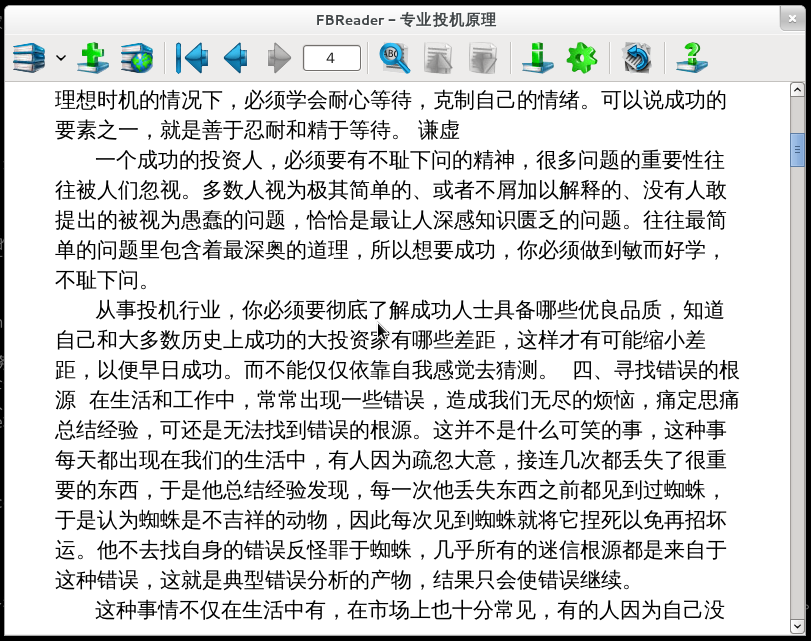 FBReader – 专业投机原理
4
ABC
理想时机的情况下，必须学会耐心等待，克制自己的情绪。可以说成功的
要素之一，就是善于忍耐和精于等待。 谦虚
一个成功的投资人，必须要有不耻下问的精神，很多问题的重要性往
往被人们忽视。多数人视为极其简单的、或者不屑加以解释的、没有人敢
提出的被视为愚蠢的问题，恰恰是最让人深感知识匮乏的问题。往往最简
单的问题里包含着最深奥的道理，所以想要成功，你必须做到敏而好学，
不耻下问。
从事投机行业，你必须要彻底了解成功人士具备哪些优良品质，知道
自己和大多数历史上成功的大投资家有哪些差距，这样才有可能缩小差
距，以便早日成功。而不能仅仅依靠自我感觉去猜测。 四、寻找错误的根
源 在生活和工作中，常常出现一些错误，造成我们无尽的烦恼，痛定思痛
总结经验，可还是无法找到错误的根源。这并不是什么可笑的事，这种事
每天都出现在我们的生活中，有人因为疏忽大意，接连几次都丢失了很重
要的东西，于是他总结经验发现，每一次他丢失东西之前都见到过蜘蛛，
于是认为蜘蛛是不吉祥的动物，因此每次见到蜘蛛就将它捏死以免再招坏
运。他不去找自身的错误反怪罪于蜘蛛，几乎所有的迷信根源都是来自于
这种错误，这就是典型错误分析的产物，结果只会使错误继续。
这种事情不仅在生活中有，在市场上也十分常见，有的人因为自己没